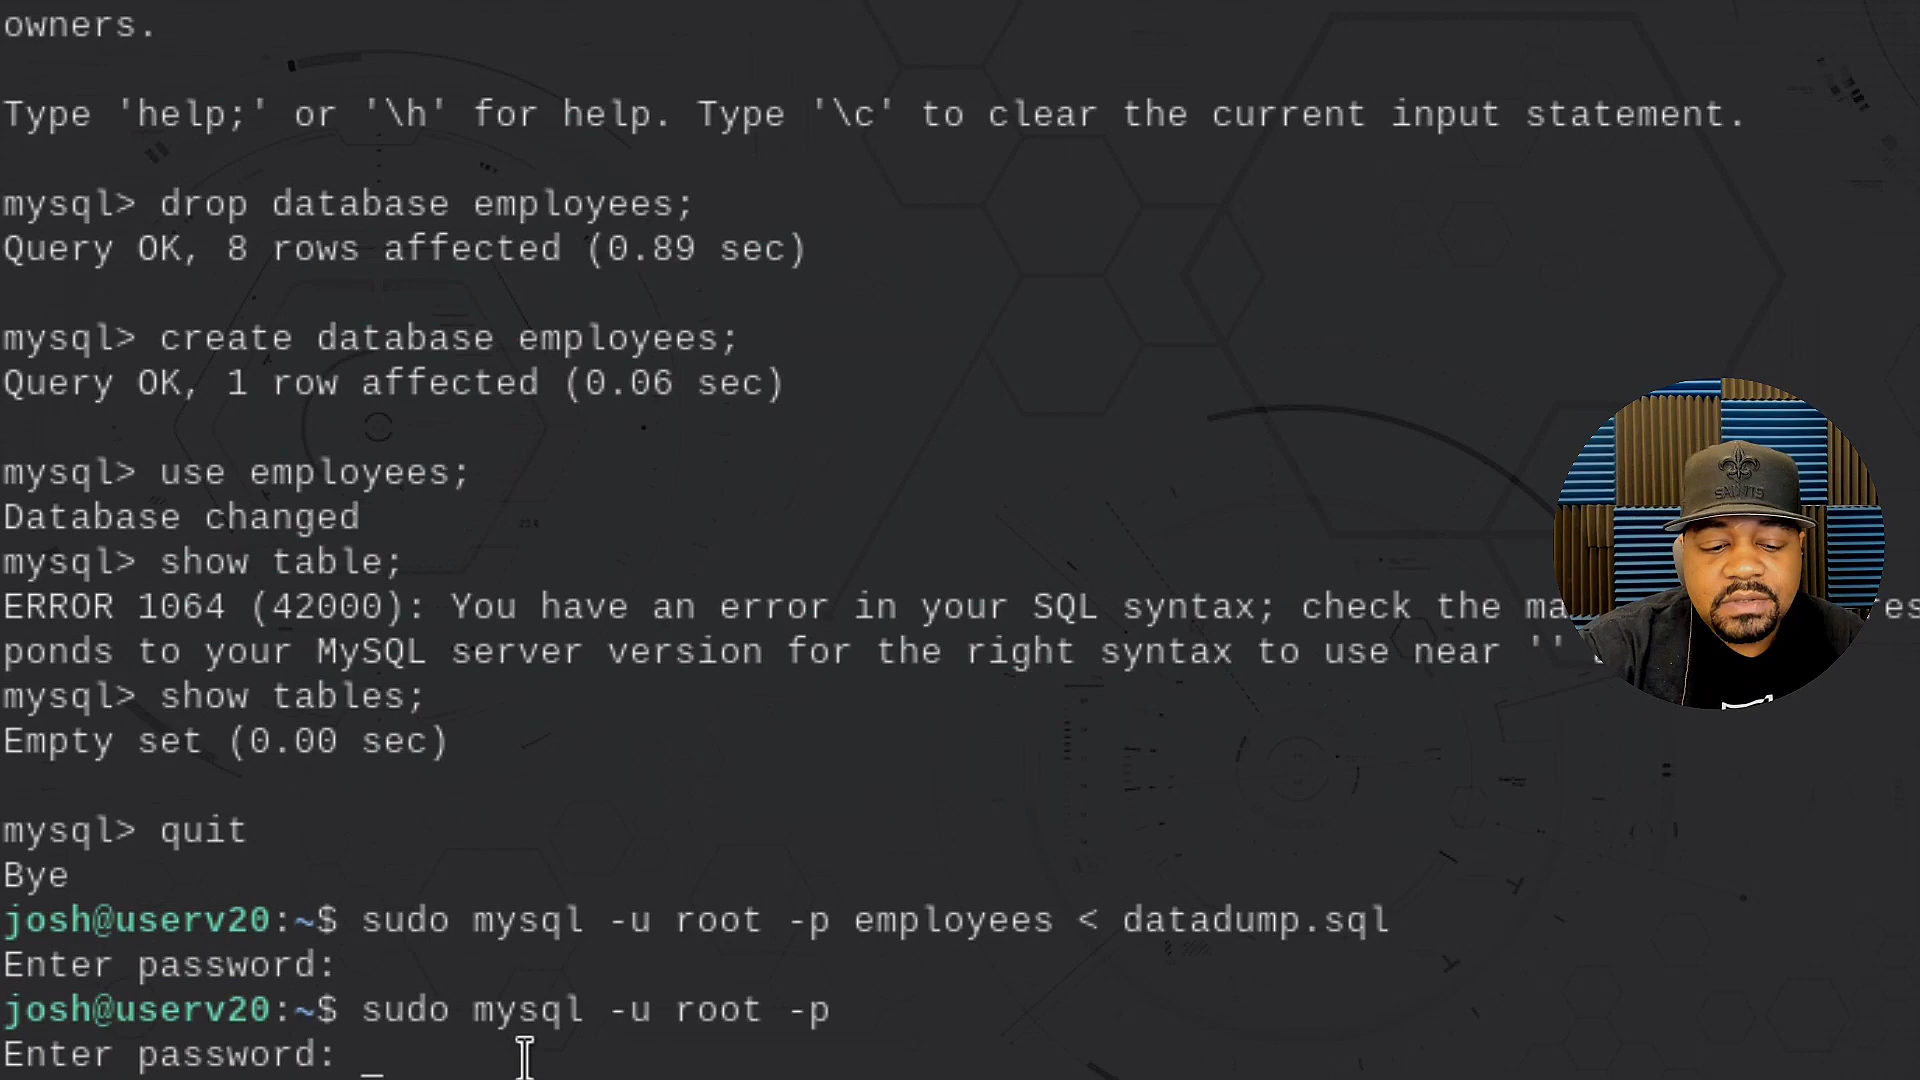 owners.
Type 'help;' or '\h' for help. Type '\c' to clear the current input statement.
mysql> drop database employees;
Query OK, 8 rows affected (0.89 sec)
mysql> create database employees;
Query OK, 1 row affected (0.06 sec)
mysql> use employees;
Database changed
mysql> show table;
ERROR 1064 (42000): You have an error in your SQL syntax; check the
ponds to your MySQL server version for the right syntax to use near ''
mysql> show tables;
Empty set (0.00 sec)
mysql> quit
Bye
josh@userv20:~$ sudo mysql -u root -p employees < datadump.sql
Enter password:
josh@userv20:~$ sudo mysql -u root -p
Enter password: _
SAINTS